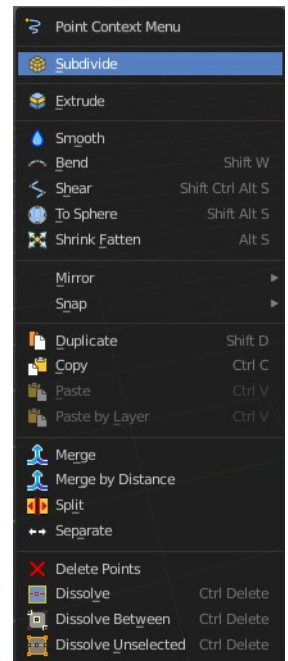 Point Context Menu
Subdivide
Extrude
Smooth
Bend Shift W
Shear Shift Ctrl Alt S
To Sphere Shift Alt S
Shrink Fatten Alt S
Mirror
Snap
Duplicate Shift D
Copy Ctrl C
Paste Ctrl V
Paste by Layer Ctrl V
Merge
Merge by Distance
Split
Separate
Delete Points
Dissolve Ctrl Delete
Dissolve Between Ctrl Delete
Dissolve Unselected Ctrl Delete